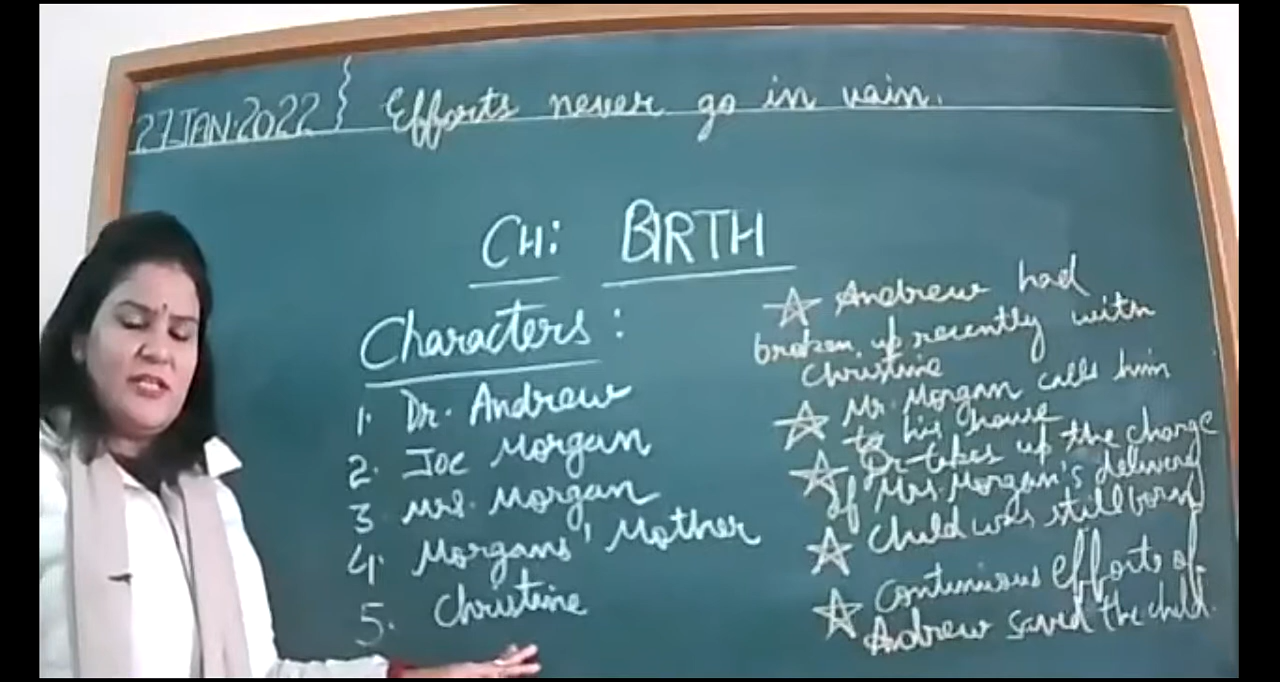 27.JAN.2022 } Efforts never go in vain.
CH: BIRTH
Characters:
1. Dr. Andrew
2. Joe Morgan
3 Mrs. Morgan
4. Morgans' Mother
5. Christine
☆ Andrew had
broken up recently with
Christine
☆ Mr. Morgan calls him
to his house
☆ Dr takes up the charge
of Mrs. Morgan's delivery
☆ Child was still born
☆ Continuous efforts of
Andrew saved the child.